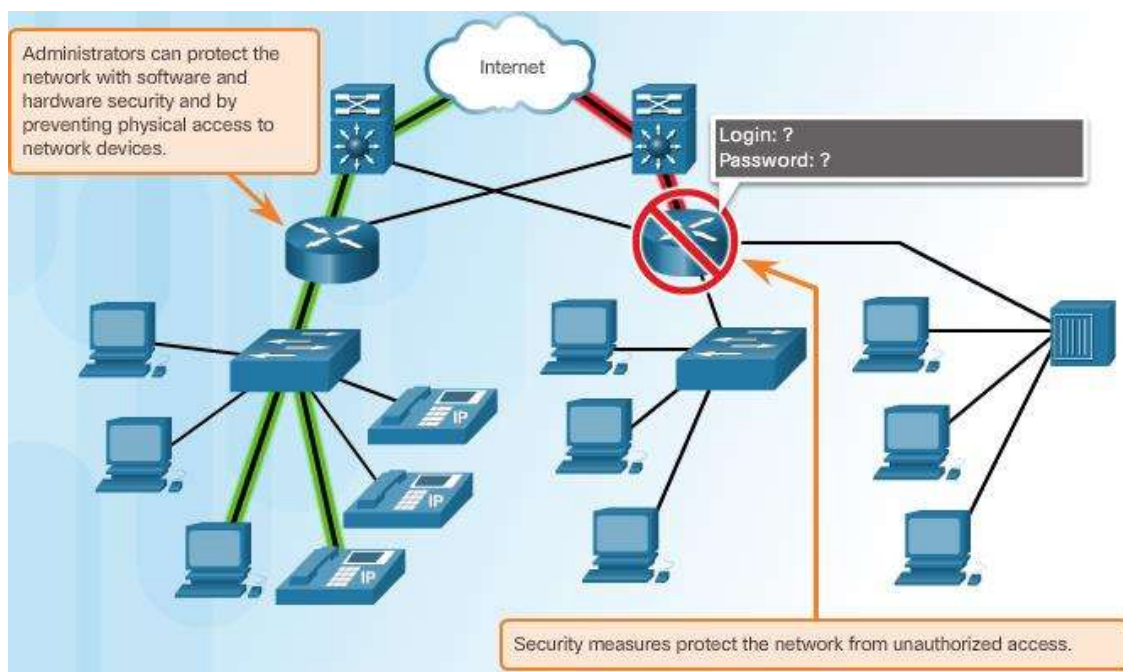 Administrators can protect the
network with software and
hardware security and by
preventing physical access to
network devices.
Internet
Login: ?
Password: ?
IP
IP
IP
Security measures protect the network from unauthorized access.